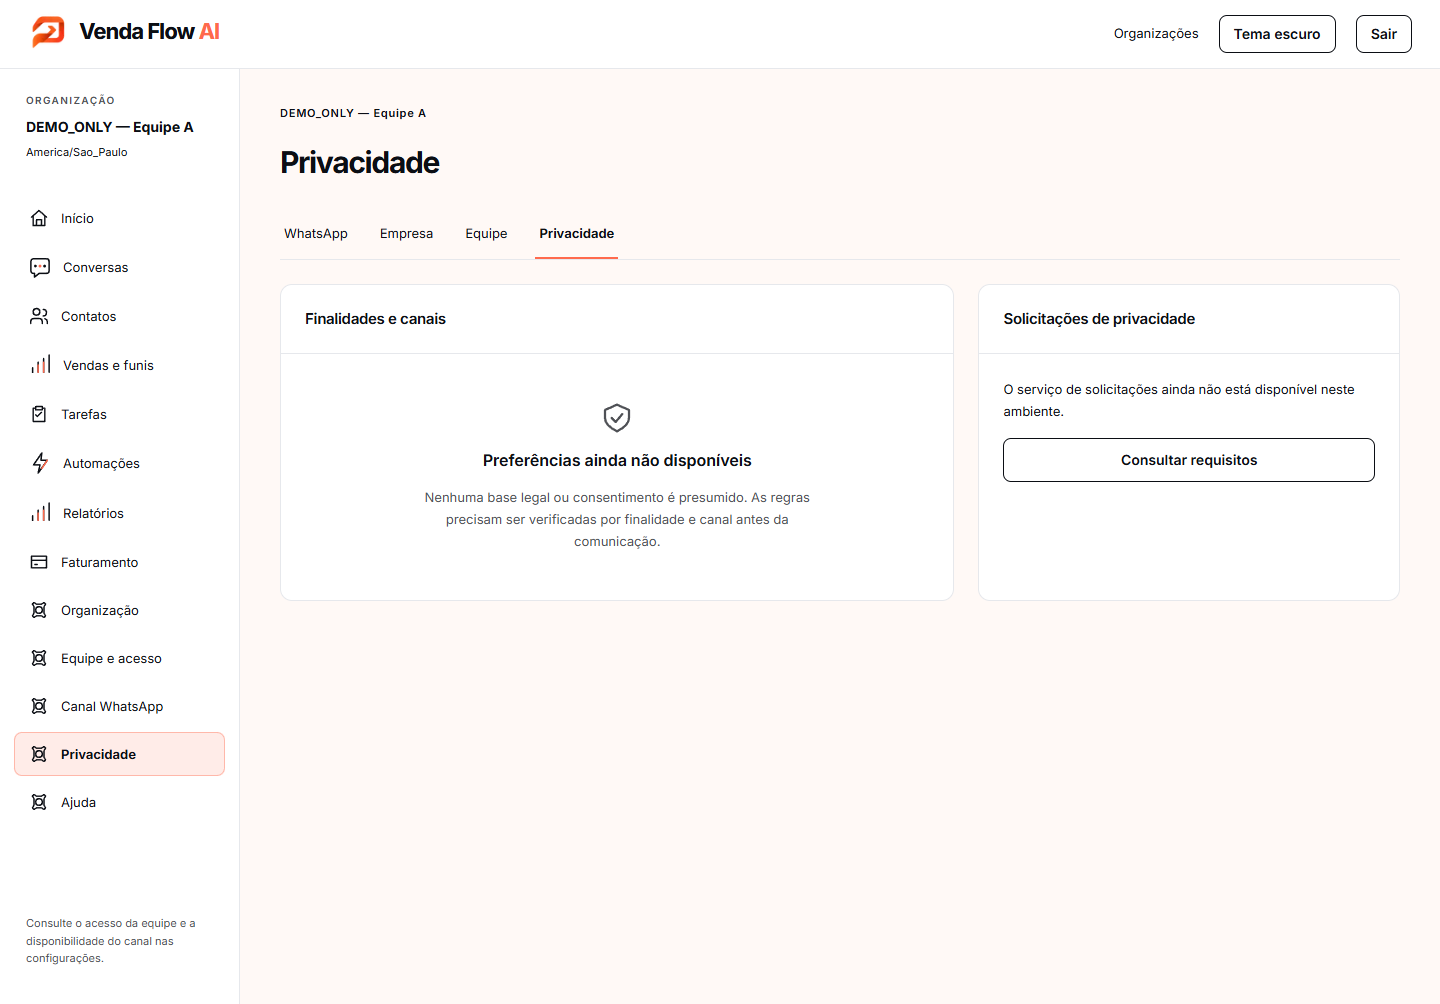 Venda Flow AI
Organizações
Tema escuro
Sair
ORGANIZAÇÃO
DEMO_ONLY — Equipe A
America/Sao_Paulo
Início
Conversas
Contatos
Vendas e funis
Tarefas
Automações
Relatórios
Faturamento
Organização
Equipe e acesso
Canal WhatsApp
Privacidade
Ajuda
Consulte o acesso da equipe e a
disponibilidade do canal nas
configurações.
DEMO_ONLY — Equipe A
Privacidade
WhatsApp
Empresa
Equipe
Privacidade
Finalidades e canais
Preferências ainda não disponíveis
Nenhuma base legal ou consentimento é presumido. As regras
precisam ser verificadas por finalidade e canal antes da
comunicação.
Solicitações de privacidade
O serviço de solicitações ainda não está disponível neste
ambiente.
Consultar requisitos